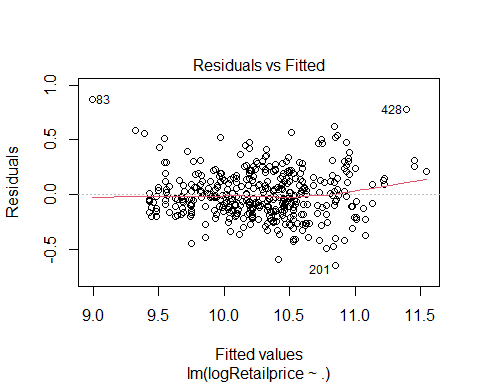 Residuals vs Fitted
Residuals
1.0
0.5
0.0
-0.5
83
428
201
9.0 9.5 10.0 10.5 11.0 11.5
Fitted values
lm(logRetailprice ~ .)